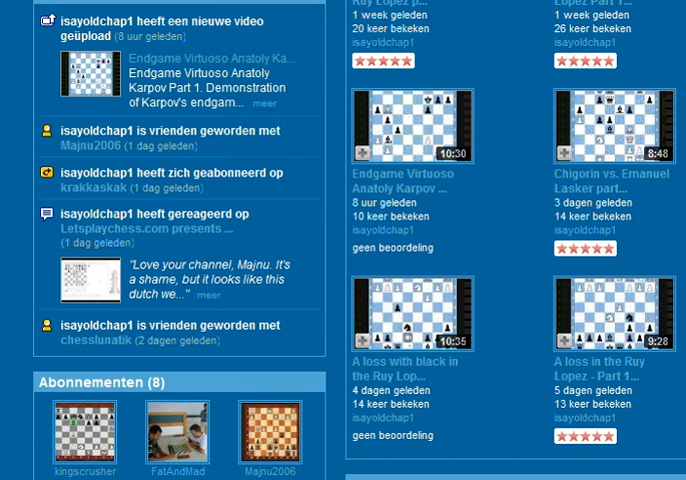 isayoldchap1 heeft een nieuwe video
geüpload (8 uur geleden)
Endgame Virtuoso Anatoly Ka...
Endgame Virtuoso Anatoly
Karpov Part 1. Demonstration
of Karpov's endgam... meer
isayoldchap1 is vrienden geworden met
Majnu2006 (1 dag geleden)
isayoldchap1 heeft zich geabonneerd op
krakkaskak (1 dag geleden)
isayoldchap1 heeft gereageerd op
Letsplaychess.com presents ...
(1 dag geleden)
"Love your channel, Majnu. It's
a shame, but it looks like this
dutch we..." meer
isayoldchap1 is vrienden geworden met
chesslunatik (2 dagen geleden)
Abonnementen (8)
kingscrusher
FatAndMad
Majnu2006
Ruy Lopez p...
1 week geleden
20 keer bekeken
isayoldchap1
Lopez Part 1...
1 week geleden
26 keer bekeken
isayoldchap1
10:30
Endgame Virtuoso
Anatoly Karpov ...
8 uur geleden
10 keer bekeken
isayoldchap1
geen beoordeling
8:48
Chigorin vs. Emanuel
Lasker part...
3 dagen geleden
14 keer bekeken
isayoldchap1
10:35
A loss with black in
the Ruy Lop...
4 dagen geleden
14 keer bekeken
isayoldchap1
geen beoordeling
9:28
A loss in the Ruy
Lopez - Part 1...
5 dagen geleden
13 keer bekeken
isayoldchap1